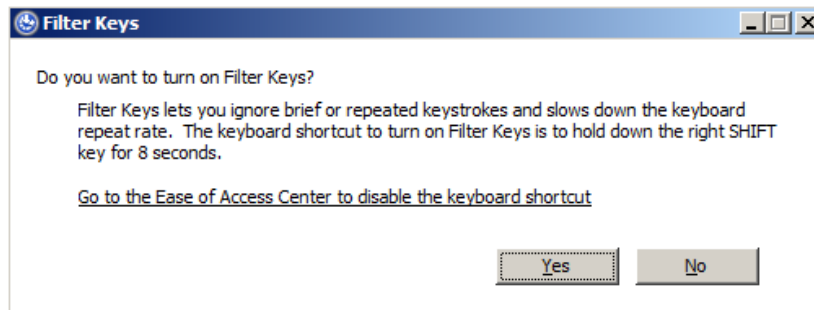 Filter Keys
Do you want to turn on Filter Keys?
Filter Keys lets you ignore brief or repeated keystrokes and slows down the keyboard
repeat rate.  The keyboard shortcut to turn on Filter Keys is to hold down the right SHIFT
key for 8 seconds.
Go to the Ease of Access Center to disable the keyboard shortcut
Yes No